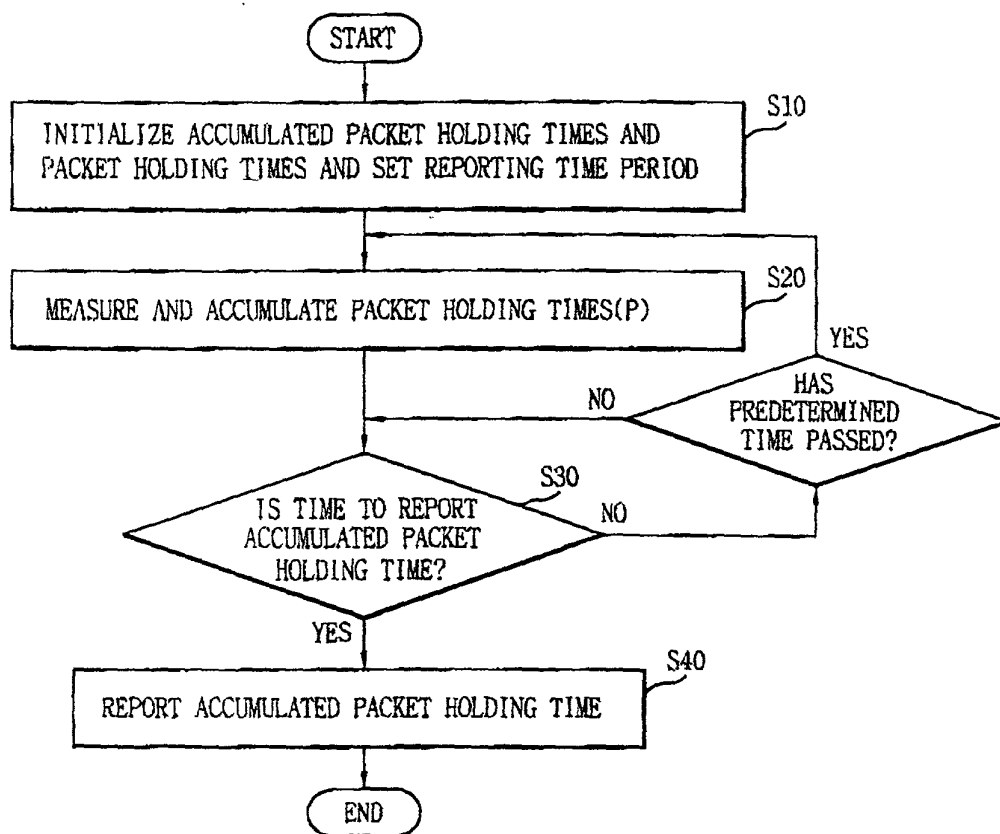 START
S10
INITIALIZE ACCUMULATED PACKET HOLDING TIMES AND
PACKET HOLDING TIMES AND SET REPORTING TIME PERIOD
S20
MEASURE AND ACCUMULATE PACKET HOLDING TIMES(P)
YES
HAS
PREDETERMINED
TIME PASSED?
NO
S30
IS TIME TO REPORT
ACCUMULATED PACKET
HOLDING TIME?
NO
YES
S40
REPORT ACCUMULATED PACKET HOLDING TIME
END